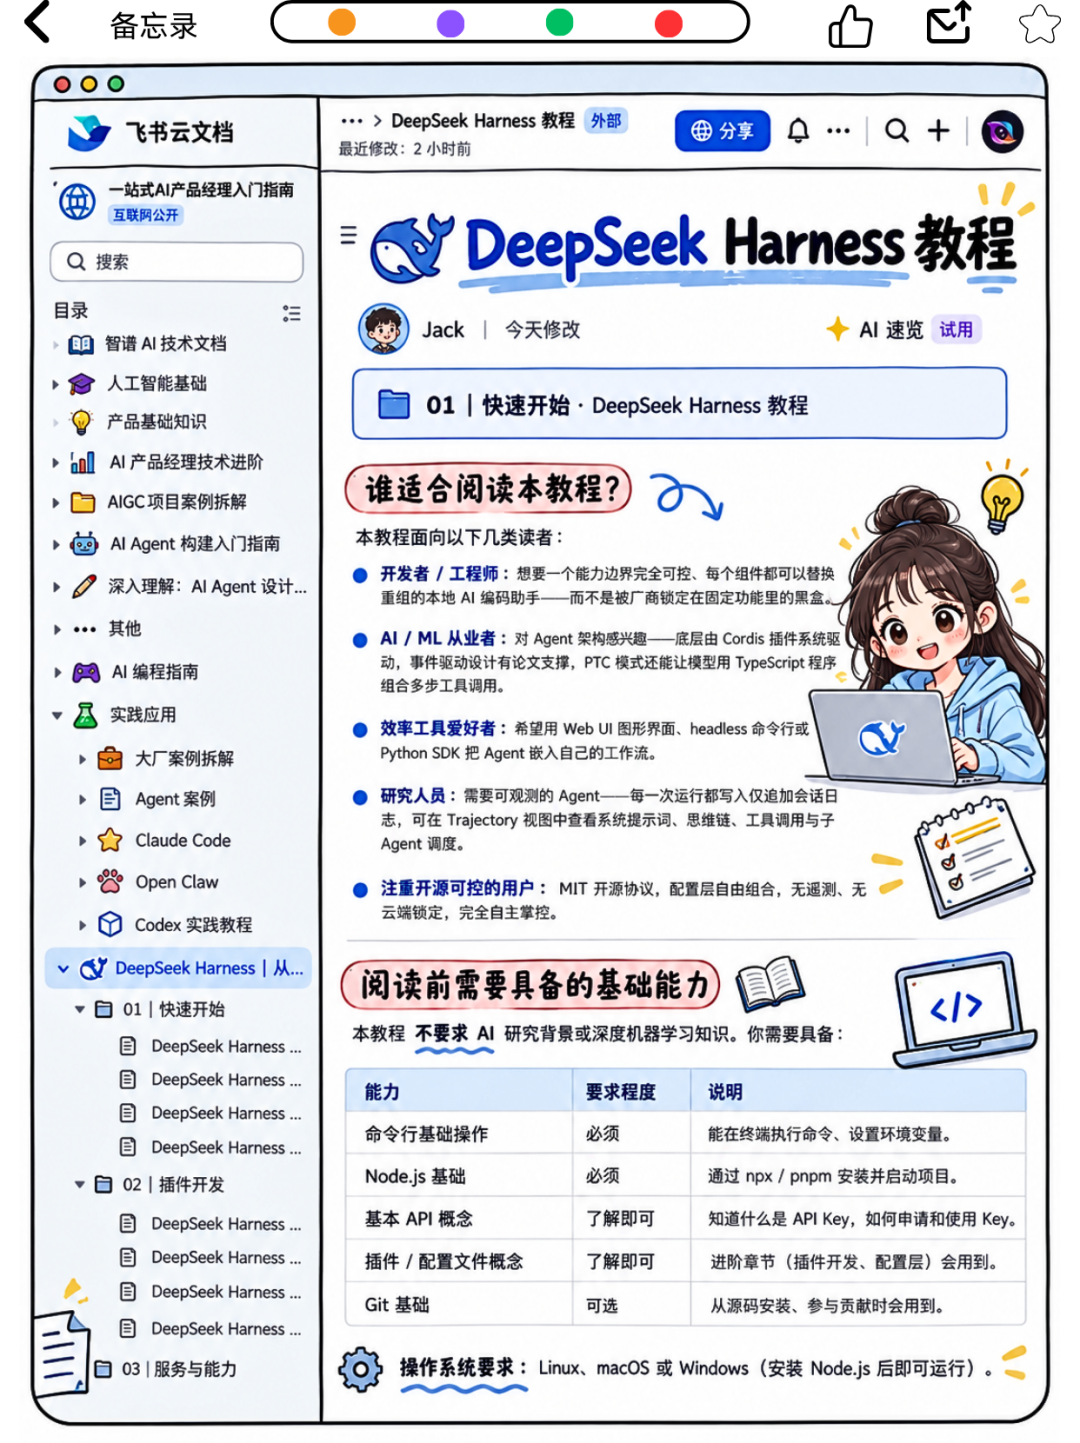 备忘录
飞书云文档
一站式AI产品经理入门指南
互联网公开
搜索
目录
智谱 AI 技术文档
人工智能基础
产品基础知识
AI 产品经理技术进阶
AIGC 项目案例拆解
AI Agent 构建入门指南
深入理解：AI Agent 设计...
其他
AI 编程指南
实践应用
大厂案例拆解
Agent 案例
Claude Code
Open Claw
Codex 实践教程
DeepSeek Harness | 从...
01 | 快速开始
DeepSeek Harness ...
DeepSeek Harness ...
DeepSeek Harness ...
DeepSeek Harness ...
02 | 插件开发
DeepSeek Harness ...
DeepSeek Harness ...
DeepSeek Harness ...
DeepSeek Harness ...
03 | 服务与能力
... > DeepSeek Harness 教程 外部
最近修改：2 小时前
分享
DeepSeek Harness 教程
Jack | 今天修改
AI 速览 试用
01 | 快速开始 · DeepSeek Harness 教程
谁适合阅读本教程？
本教程面向以下几类读者：
开发者 / 工程师：想要一个能力边界完全可控、每个组件都可以替换
重组的本地 AI 编码助手——而不是被厂商锁定在固定功能里的黑盒。
AI / ML 从业者：对 Agent 架构感兴趣——底层由 Cordis 插件系统驱
动，事件驱动设计有论文支撑，PTC 模式还能让模型用 TypeScript 程序
组合多步工具调用。
效率工具爱好者：希望用 Web UI 图形界面、headless 命令行或
Python SDK 把 Agent 嵌入自己的工作流。
研究人员：需要可观测的 Agent——每一次运行都写入仅追加会话日
志，可在 Trajectory 视图中查看系统提示词、思维链、工具调用与子
Agent 调度。
注重开源可控的用户：MIT 开源协议，配置层自由组合，无遥测、无
云端锁定，完全自主掌控。
阅读前需要具备的基础能力
本教程 不要求 AI 研究背景或深度机器学习知识。你需要具备：
能力 要求程度 说明
命令行基础操作 必须 能在终端执行命令、设置环境变量。
Node.js 基础 必须 通过 npx / pnpm 安装并启动项目。
基本 API 概念 了解即可 知道什么是 API Key，如何申请和使用 Key。
插件 / 配置文件概念 了解即可 进阶章节（插件开发、配置层）会用到。
Git 基础 可选 从源码安装、参与贡献时会用到。
操作系统要求：Linux、macOS 或 Windows（安装 Node.js 后即可运行）。